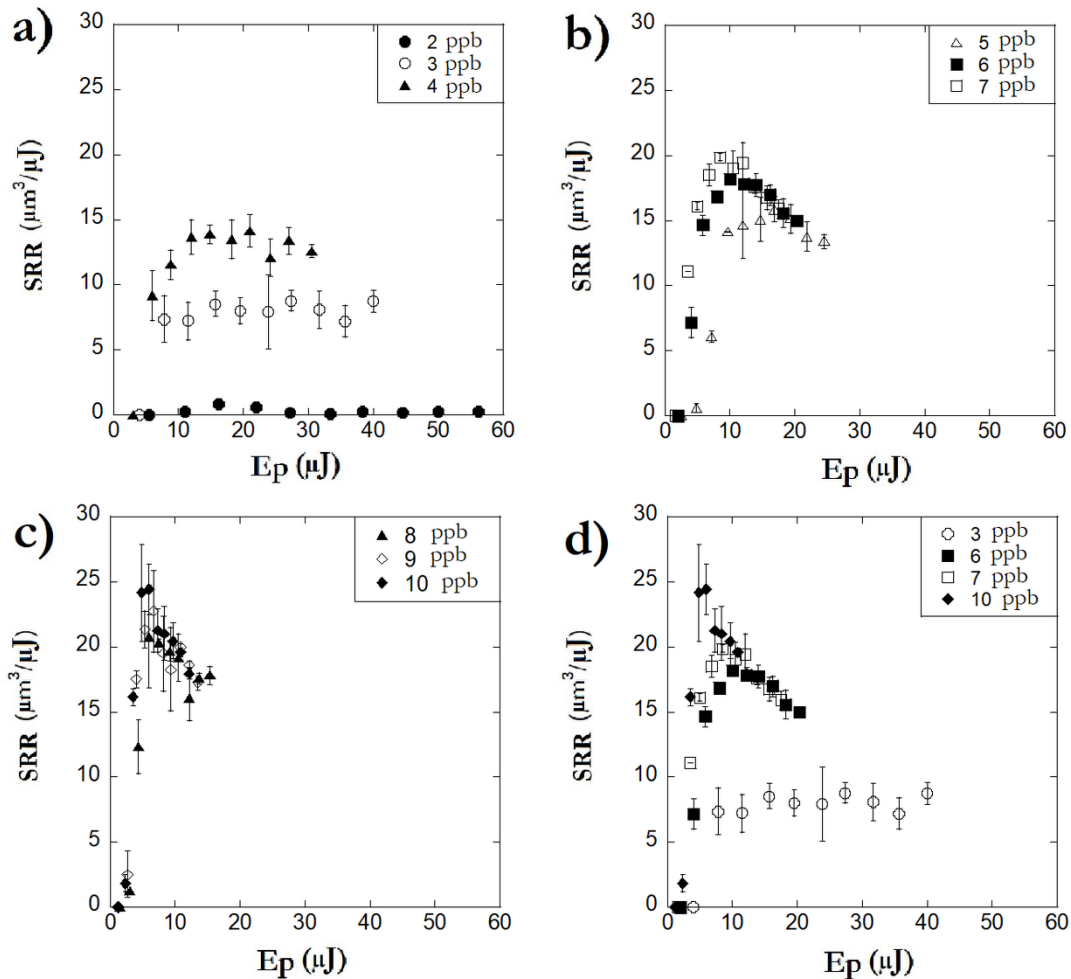 a)
30
25
20
15
10
5
0
SRR (μm³/μJ)
2 ppb
3 ppb
4 ppb
0 10 20 30 40 50 60
Ep (μJ)
b)
30
25
20
15
10
5
0
SRR (μm³/μJ)
5 ppb
6 ppb
7 ppb
0 10 20 30 40 50 60
Ep (μJ)
c)
30
25
20
15
10
5
0
SRR (μm³/μJ)
8 ppb
9 ppb
10 ppb
0 10 20 30 40 50 60
Ep (μJ)
d)
30
25
20
15
10
5
0
SRR (μm³/μJ)
3 ppb
6 ppb
7 ppb
10 ppb
0 10 20 30 40 50 60
Ep (μJ)